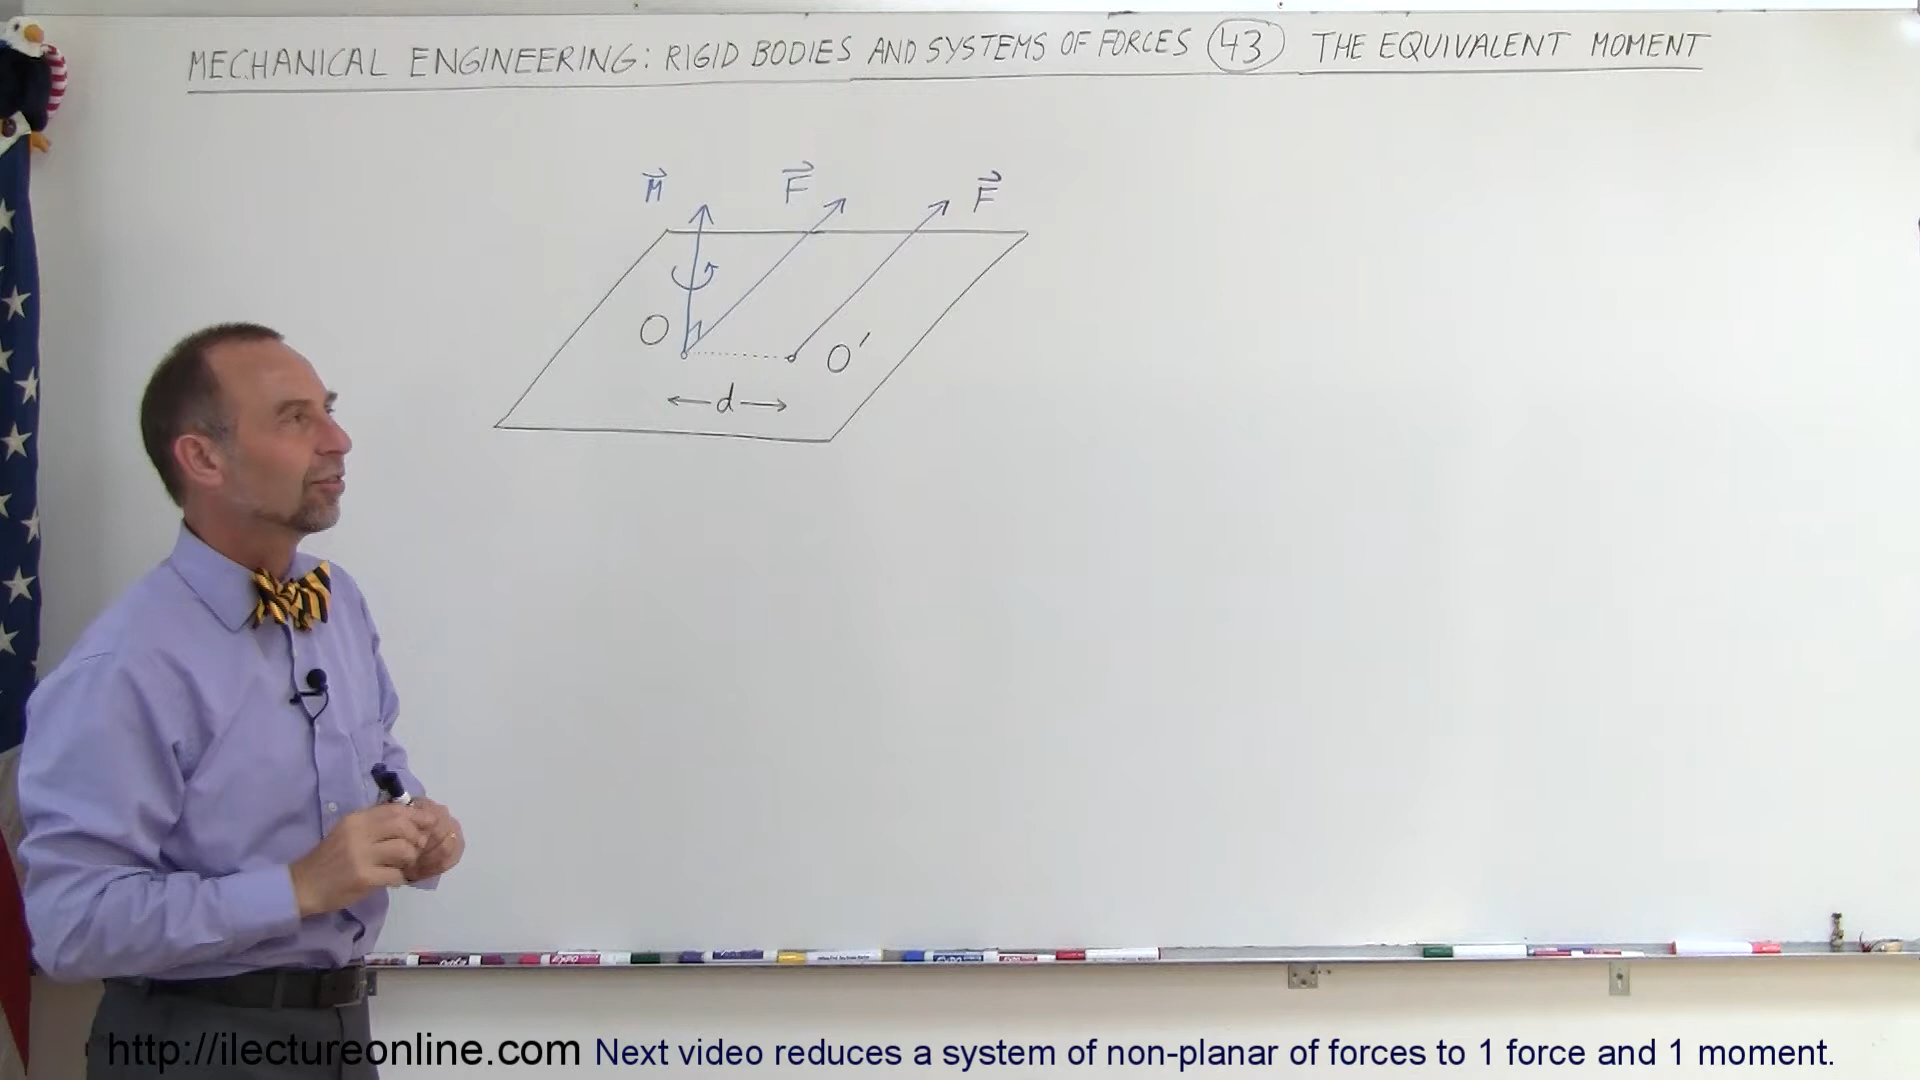 MECHANICAL ENGINEERING: RIGID BODIES AND SYSTEMS OF FORCES 43 THE EQUIVALENT MOMENT
M⃗ F⃗ F⃗
O O′
d
http://ilectureonline.com Next video reduces a system of non-planar of forces to 1 force and 1 moment.